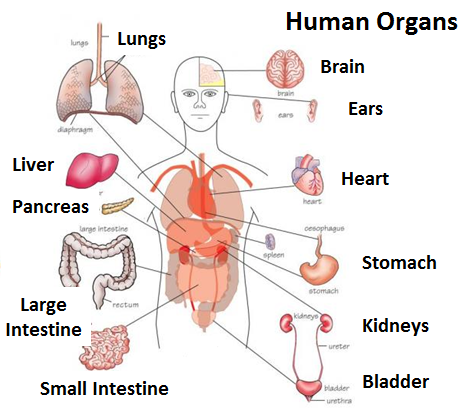 Human Organs
lungs
Lungs
diaphragm
Brain
brain
Ears
ears
Liver
r
Pancreas
Heart
heart
large intestine
rectum
Large
Intestine
Small Intestine
oesophagus
spleen
Stomach
stomach
kidneys
Kidneys
ureter
Bladder
bladder
urethra